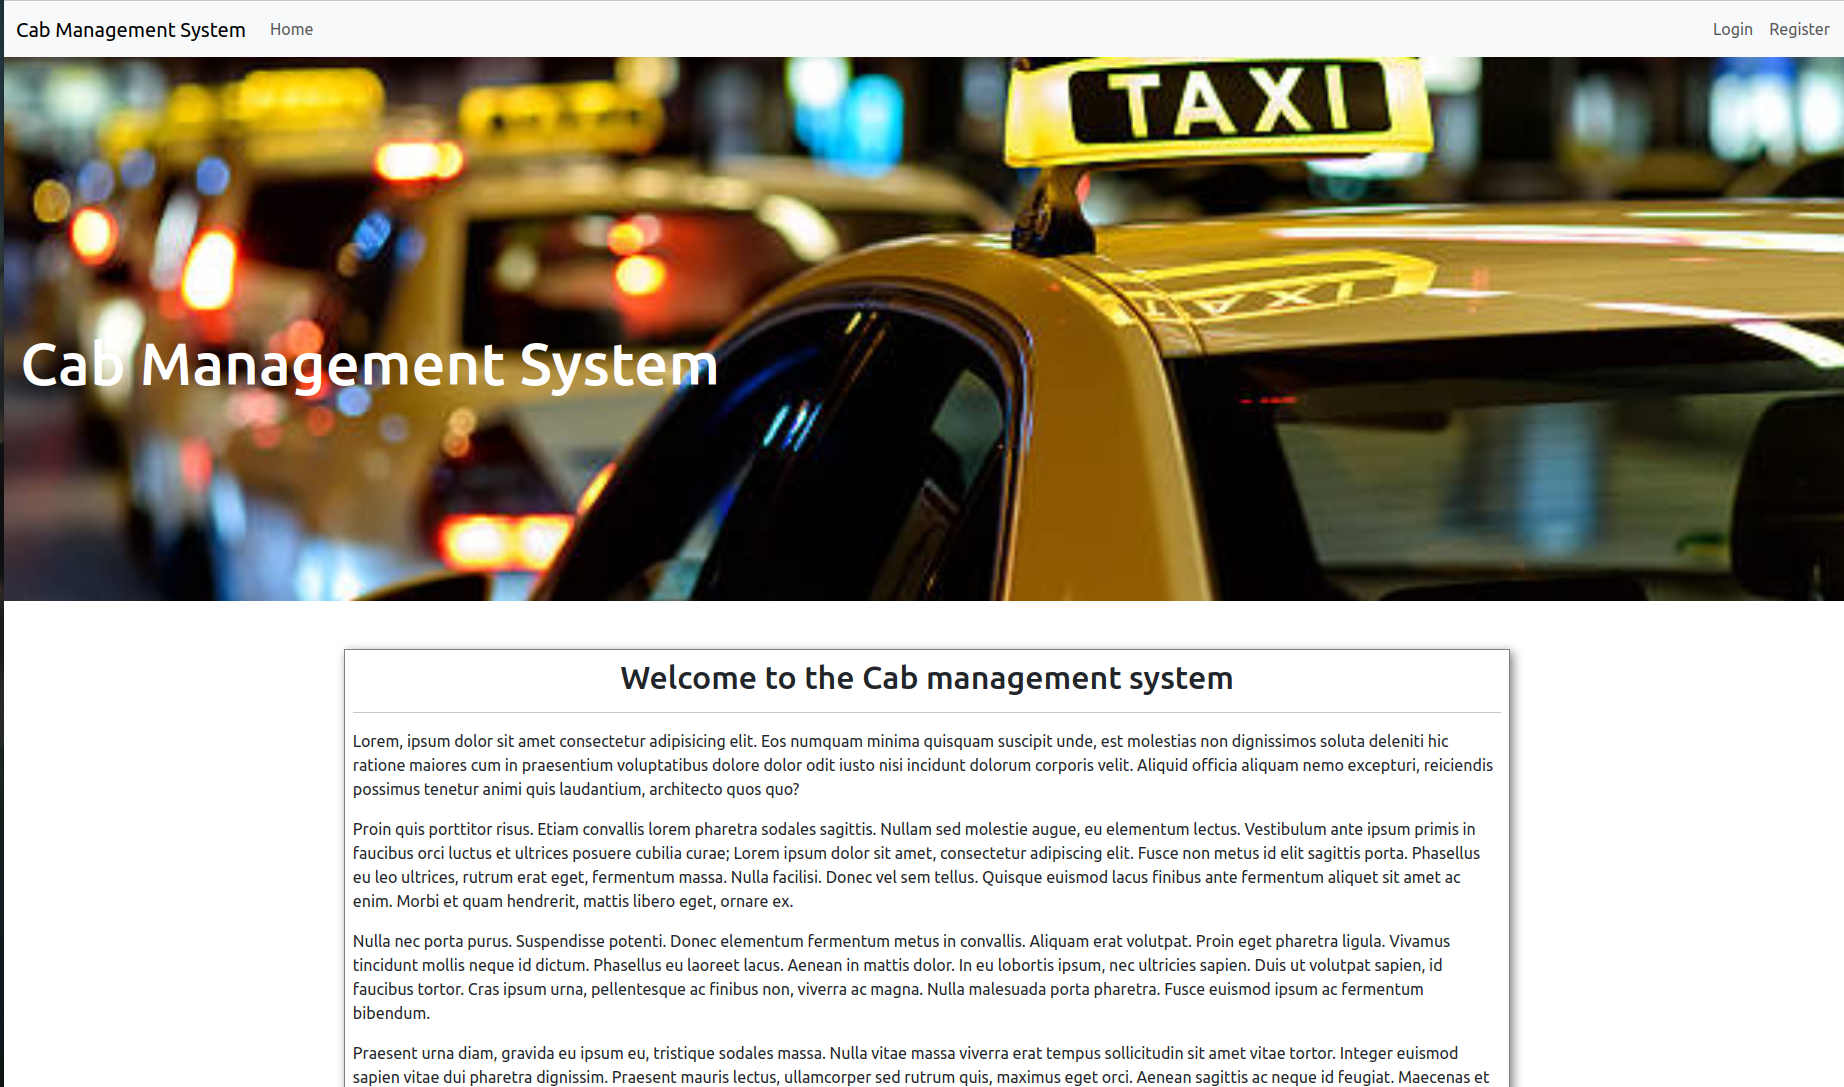 Cab Management System Home Login Register
TAXI
TAXI
Cab Management System
Welcome to the Cab management system
Lorem, ipsum dolor sit amet consectetur adipisicing elit. Eos numquam minima quisquam suscipit unde, est molestias non dignissimos soluta deleniti hic
ratione maiores cum in praesentium voluptatibus dolore dolor odit iusto nisi incidunt dolorum corporis velit. Aliquid officia aliquam nemo excepturi, reiciendis
possimus tenetur animi quis laudantium, architecto quos quo?
Proin quis porttitor risus. Etiam convallis lorem pharetra sodales sagittis. Nullam sed molestie augue, eu elementum lectus. Vestibulum ante ipsum primis in
faucibus orci luctus et ultrices posuere cubilia curae; Lorem ipsum dolor sit amet, consectetur adipiscing elit. Fusce non metus id elit sagittis porta. Phasellus
eu leo ultrices, rutrum erat eget, fermentum massa. Nulla facilisi. Donec vel sem tellus. Quisque euismod lacus finibus ante fermentum aliquet sit amet ac
enim. Morbi et quam hendrerit, mattis libero eget, ornare ex.
Nulla nec porta purus. Suspendisse potenti. Donec elementum fermentum metus in convallis. Aliquam erat volutpat. Proin eget pharetra ligula. Vivamus
tincidunt mollis neque id dictum. Phasellus eu laoreet lacus. Aenean in mattis dolor. In eu lobortis ipsum, nec ultricies sapien. Duis ut volutpat sapien, id
faucibus tortor. Cras ipsum urna, pellentesque ac finibus non, viverra ac magna. Nulla malesuada porta pharetra. Fusce euismod ipsum ac fermentum
bibendum.
Praesent urna diam, gravida eu ipsum eu, tristique sodales massa. Nulla vitae massa viverra erat tempus sollicitudin sit amet vitae tortor. Integer euismod
sapien vitae dui pharetra dignissim. Praesent mauris lectus, ullamcorper sed rutrum quis, maximus eget orci. Aenean sagittis ac neque id feugiat. Maecenas et